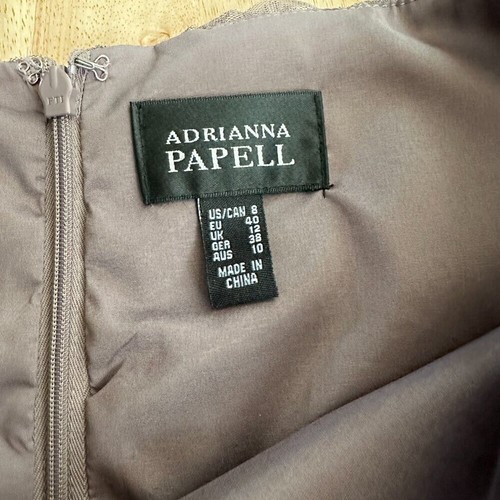 ADRIANNA
PAPELL
US/CAN 8
EU 40
UK 12
GER 38
AUS 10
MADE IN
CHINA